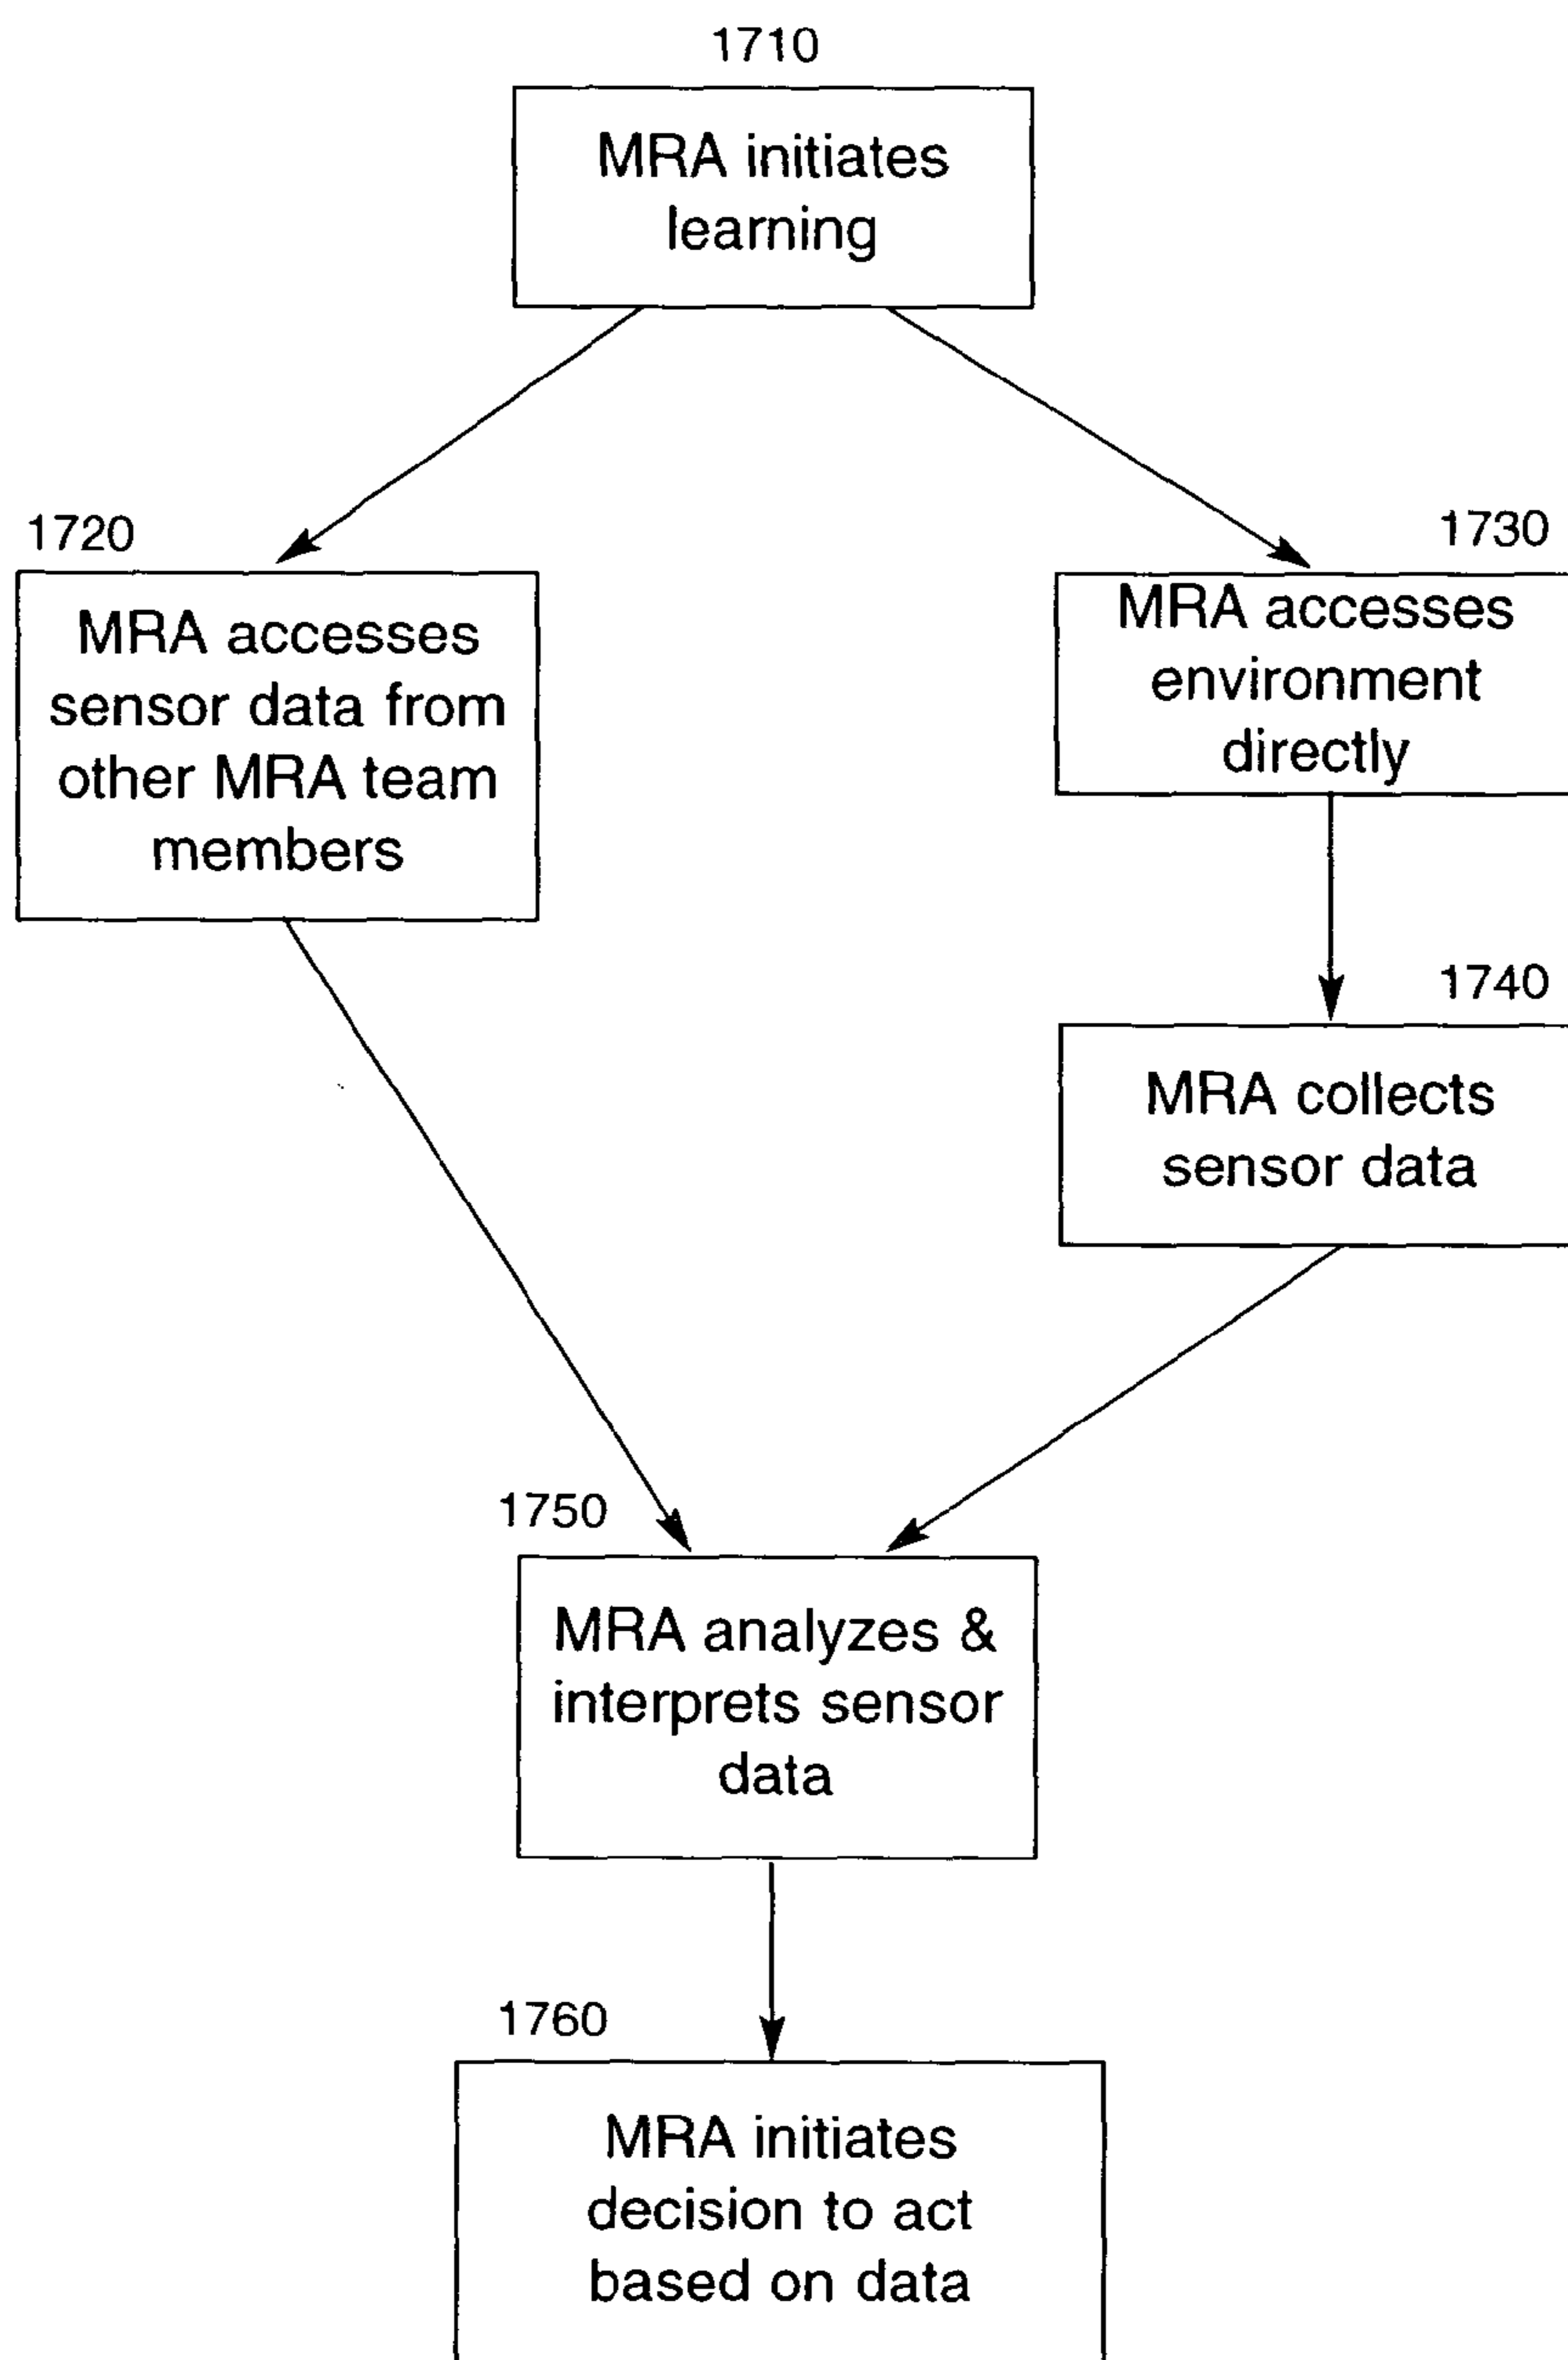 1710
MRA initiates
learning
1720
MRA accesses
sensor data from
other MRA team
members
1730
MRA accesses
environment
directly
1740
MRA collects
sensor data
1750
MRA analyzes &
interprets sensor
data
1760
MRA initiates
decision to act
based on data